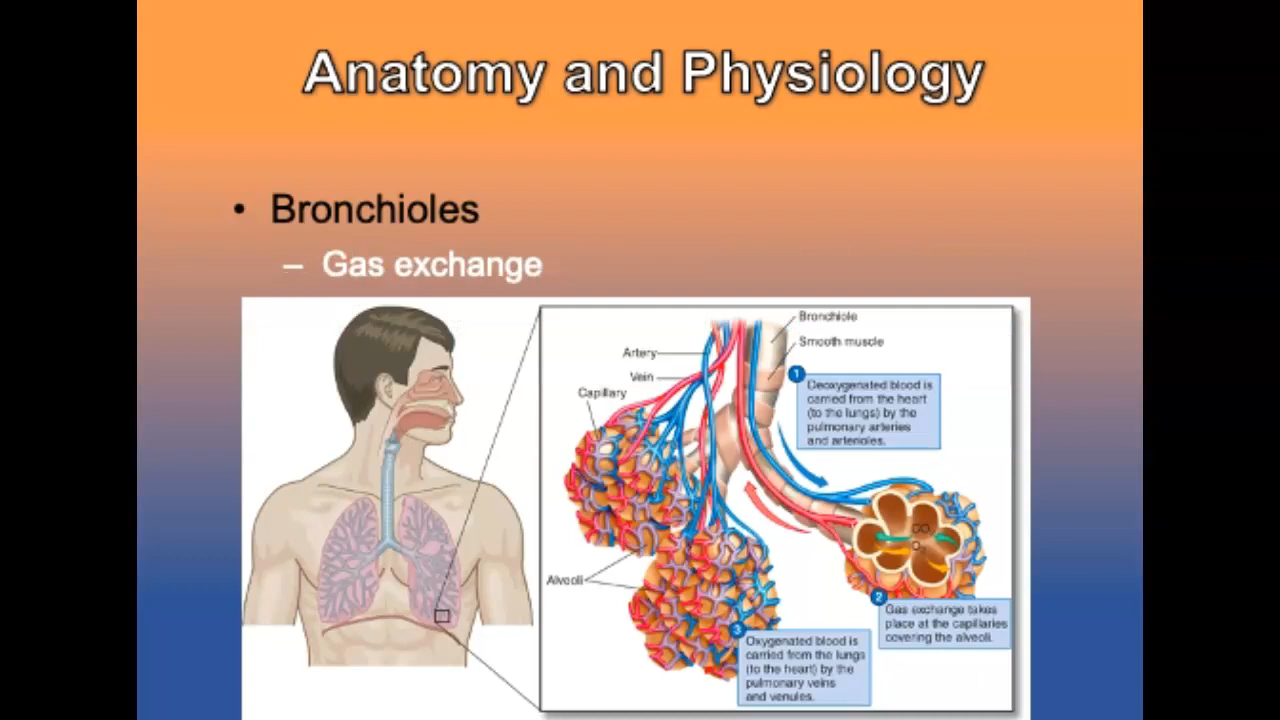 Anatomy and Physiology
• Bronchioles
– Gas exchange
Bronchiole
Smooth muscle
Artery
Vein
Capillary
1
Deoxygenated blood is
carried from the heart
(to the lungs) by the
pulmonary arteries
and arterioles.
CO
O₂
Alveoli
2
Gas exchange takes
place at the capillaries
covering the alveoli.
3
Oxygenated blood is
carried from the lungs
(to the heart) by the
pulmonary veins
and venules.